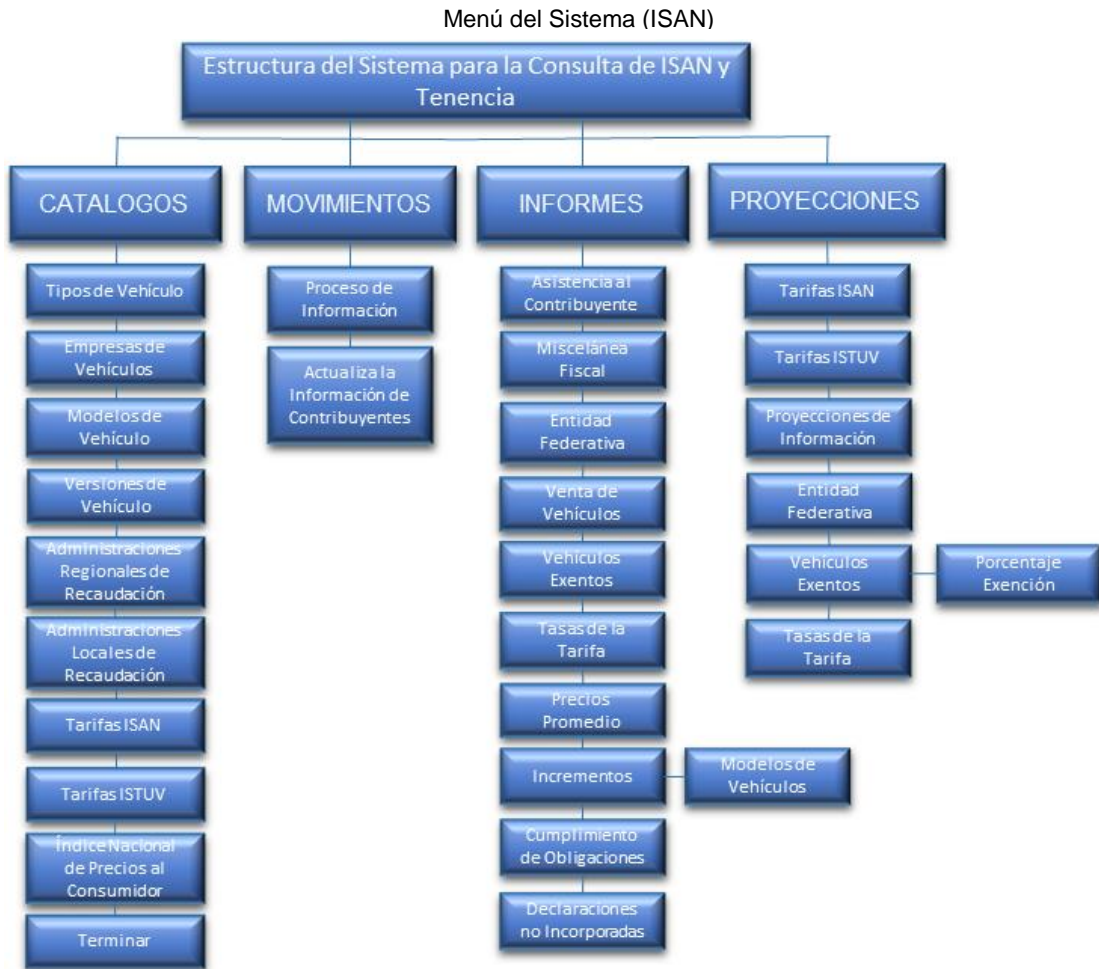 Menú del Sistema (ISAN)
Estructura del Sistema para la Consulta de ISAN y
Tenencia
CATALOGOS
Tipos de Vehículo
Empresas de
Vehículos
Modelos de
Vehículo
Versiones de
Vehículo
Administraciones
Regionales de
Recaudación
Administraciones
Locales de
Recaudación
Tarifas ISAN
Tarifas ISTUV
Índice Nacional
de Precios al
Consumidor
Terminar
MOVIMIENTOS
Proceso de
Información
Actualiza la
Información de
Contribuyentes
INFORMES
Asistencia al
Contribuyente
Miscelánea
Fiscal
Entidad
Federativa
Venta de
Vehículos
Vehículos
Exentos
Tasas de la
Tarifa
Precios
Promedio
Incrementos
Modelos de
Vehículos
Cumplimiento
de Obligaciones
Declaraciones
no Incorporadas
PROYECCIONES
Tarifas ISAN
Tarifas ISTUV
Proyecciones de
Información
Entidad
Federativa
Vehículos
Exentos
Porcentaje
Exención
Tasas de la
Tarifa